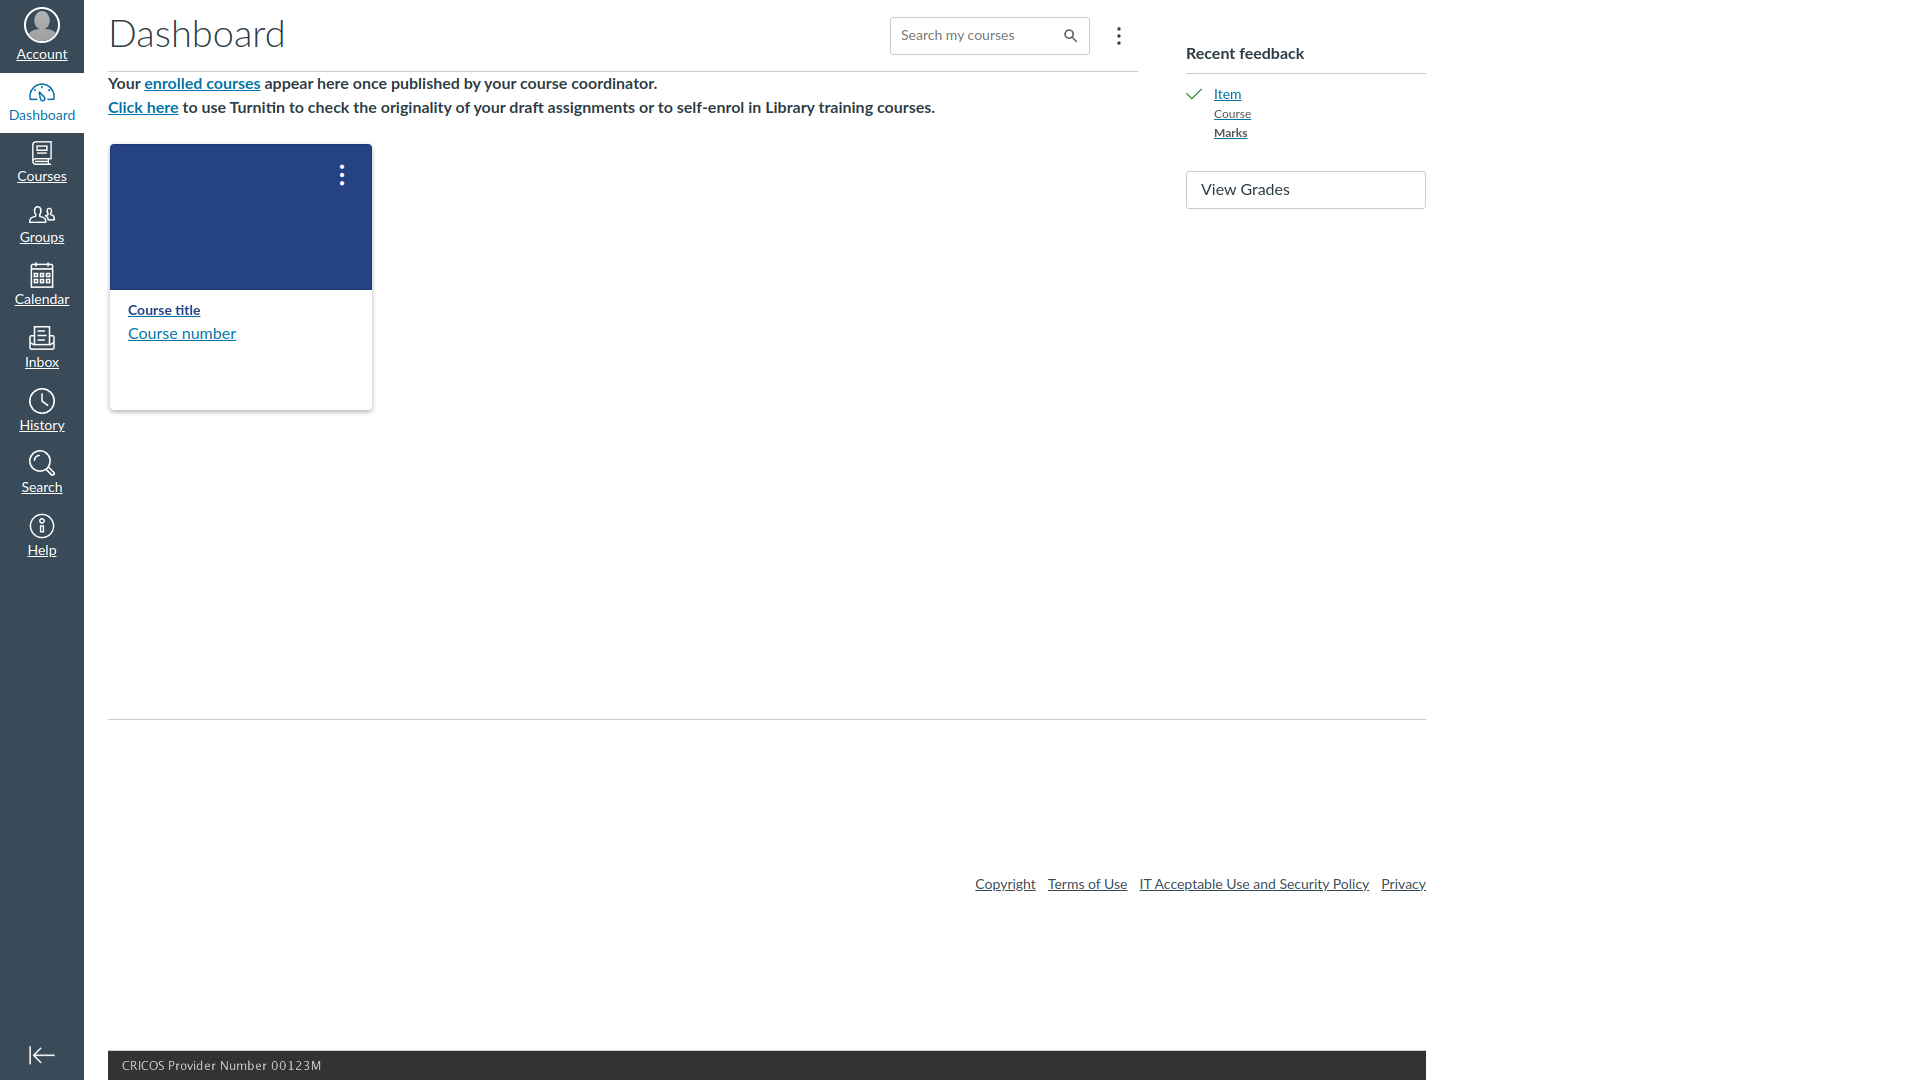 Account
Dashboard
Courses
Groups
Calendar
Inbox
History
Search
Help
Dashboard
Search my courses
Your enrolled courses appear here once published by your course coordinator.
Click here to use Turnitin to check the originality of your draft assignments or to self-enrol in Library training courses.
Course title
Course number
Recent feedback
Item
Course
Marks
View Grades
Copyright Terms of Use IT Acceptable Use and Security Policy Privacy
CRICOS Provider Number 00123M